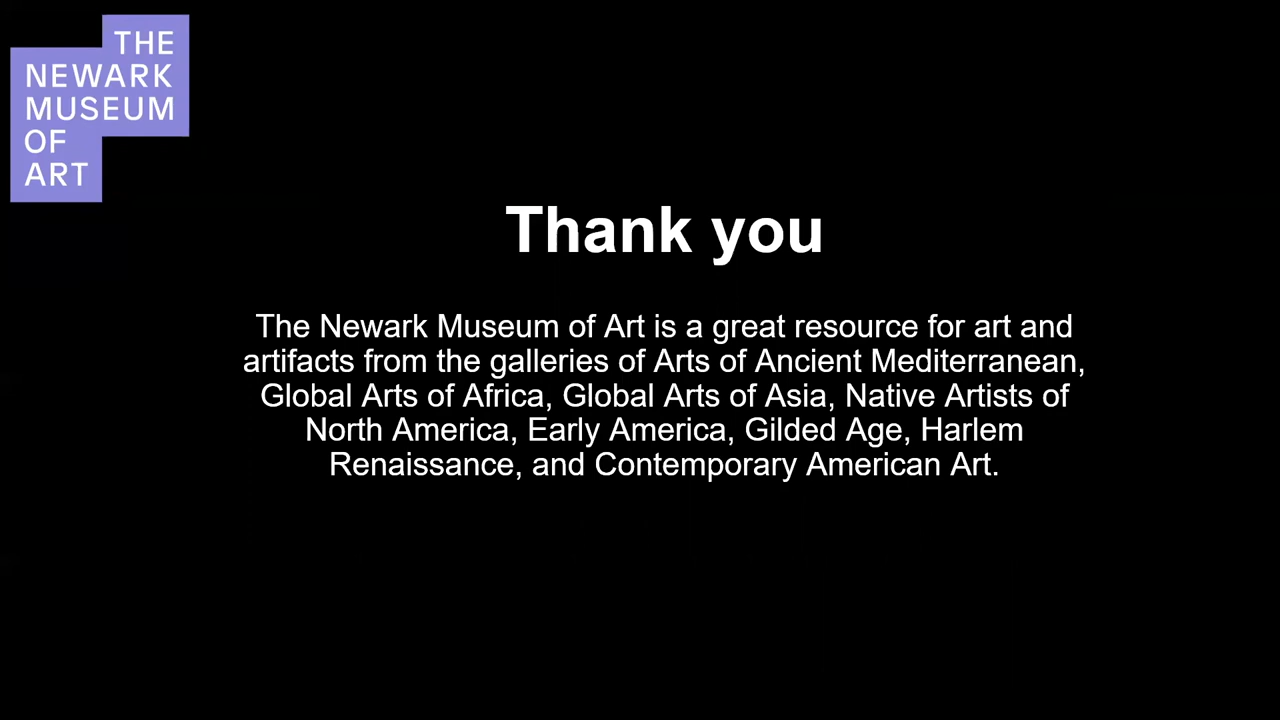 THE
NEWARK
MUSEUM
OF
ART
Thank you
The Newark Museum of Art is a great resource for art and
artifacts from the galleries of Arts of Ancient Mediterranean,
Global Arts of Africa, Global Arts of Asia, Native Artists of
North America, Early America, Gilded Age, Harlem
Renaissance, and Contemporary American Art.